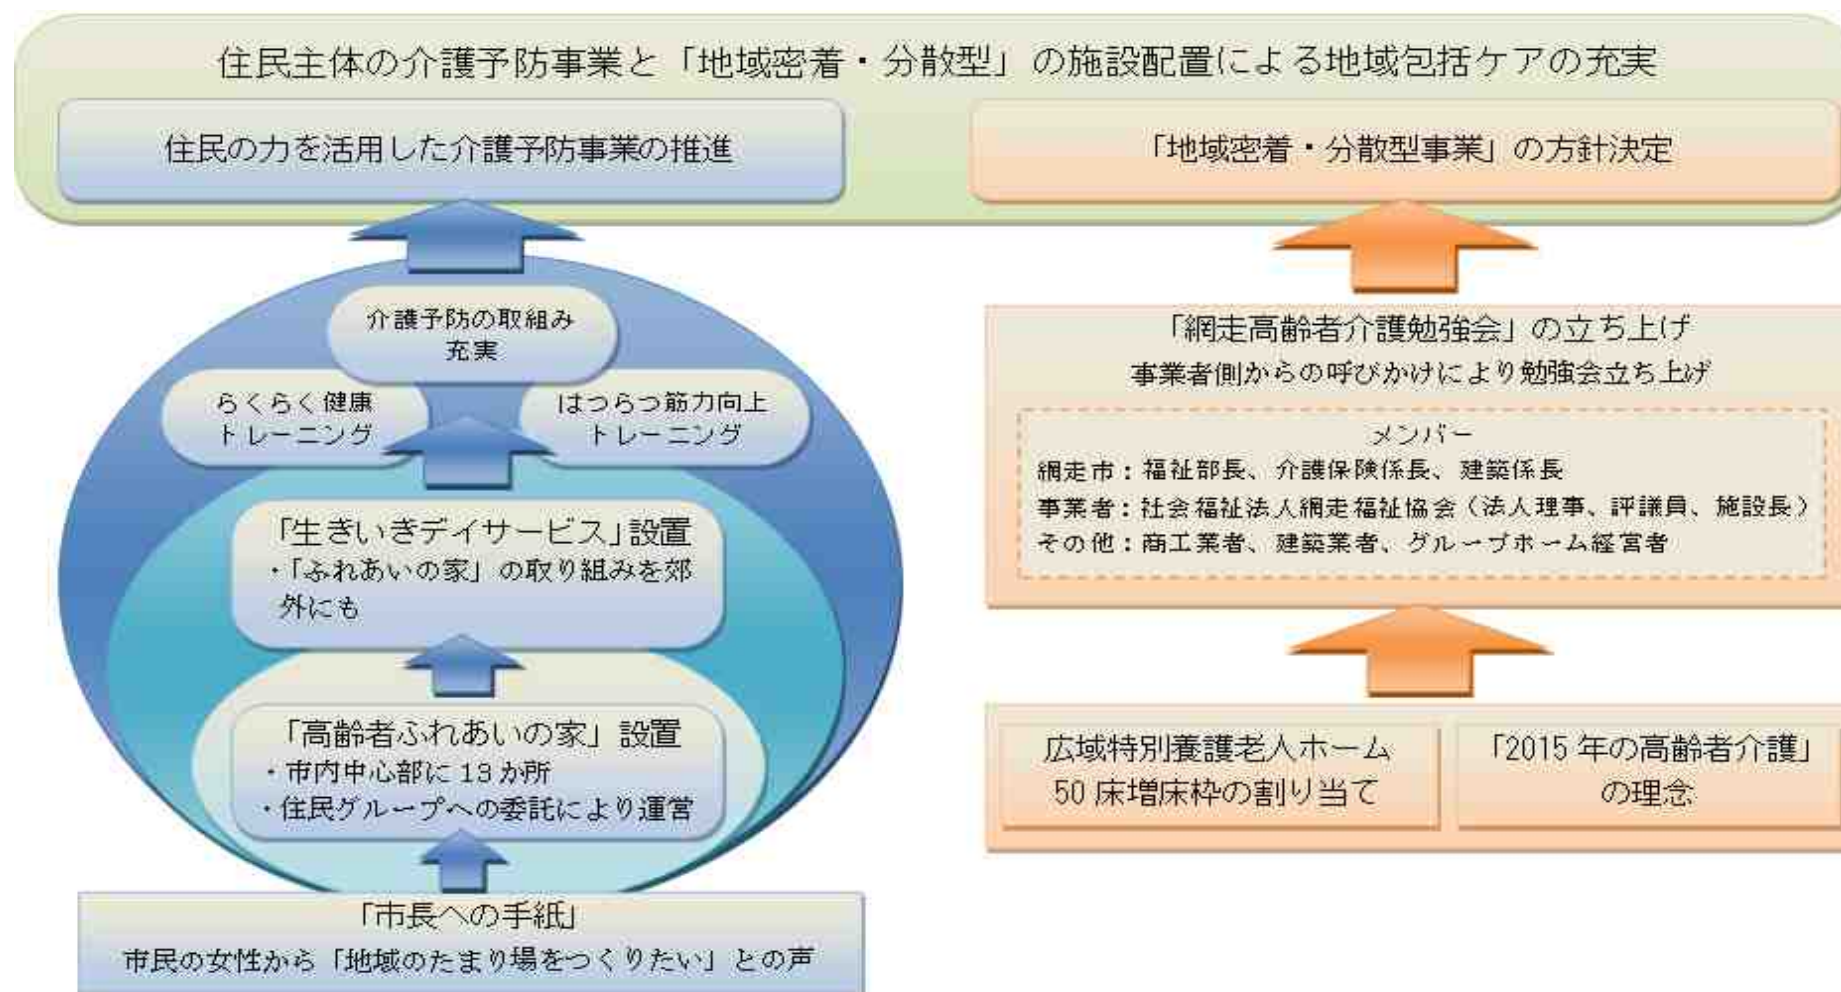 住民主体の介護予防事業と「地域密着・分散型」の施設配置による地域包括ケアの充実
住民の力を活用した介護予防事業の推進
介護予防の取組み
充実
らくらく健康
トレーニング
はつらつ筋力向上
トレーニング
「生きいきデイサービス」設置
・「ふれあいの家」の取り組みを郊
外にも
「高齢者ふれあいの家」設置
・市内中心部に13か所
・住民グループへの委託により運営
「市長への手紙」
市民の女性から「地域のたまり場をつくりたい」との声
「地域密着・分散型事業」の方針決定
「網走高齢者介護勉強会」の立ち上げ
事業者側からの呼びかけにより勉強会立ち上げ
メンバー
網走市：福祉部長、介護保険係長、建築係長
事業者：社会福祉法人網走福祉協会（法人理事、評議員、施設長）
その他：商工業者、建築業者、グループホーム経営者
広域特別養護老人ホーム
50床増床枠の割り当て
「2015年の高齢者介護」
の理念